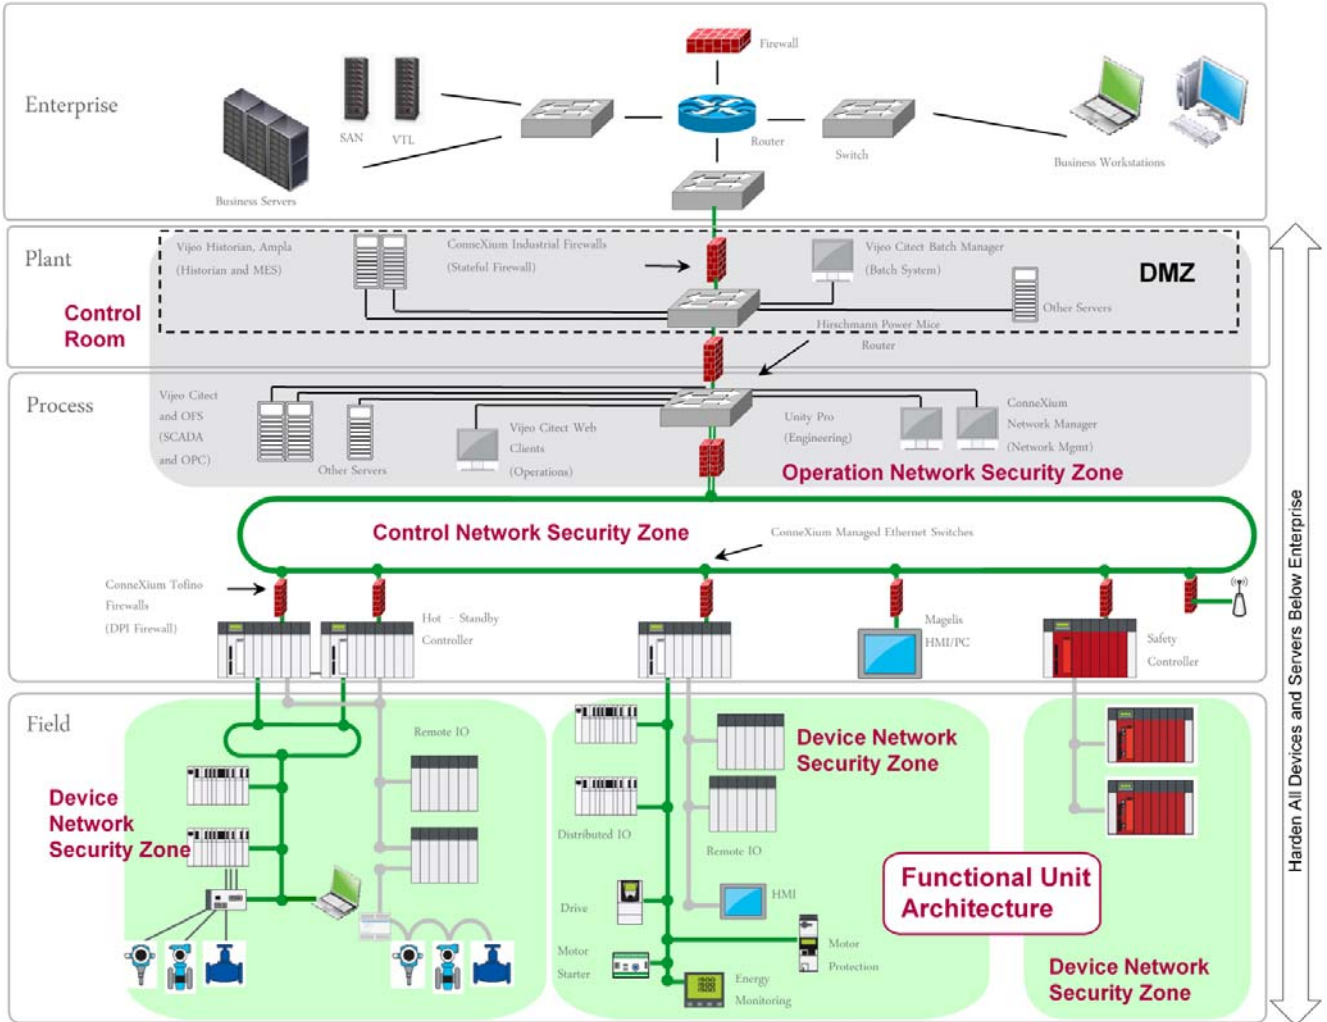 Firewall
Enterprise
SAN
VTL
Router
Switch
Business Workstations
Business Servers
Plant
Vijeo Historian, Ampla
(Historian and MES)
ConneXium Industrial Firewalls
(Stateful Firewall)
Vijeo Citect Batch Manager
(Batch System)
DMZ
Other Servers
Control
Room
Hirschmann Power Mice
Router
Process
Vijeo Citect
and OFS
(SCADA
and OPC)
Other Servers
Vijeo Citect Web
Clients
(Operations)
Unity Pro
(Engineering)
ConneXium
Network Manager
(Network Mgmt)
Operation Network Security Zone
Control Network Security Zone
ConneXium Managed Ethernet Switches
ConneXium Tofino
Firewalls
(DPI Firewall)
Hot - Standby
Controller
Magelis
HMI/PC
Safety
Controller
Harden All Devices and Servers Below Enterprise
Field
Remote IO
Device
Network
Security Zone
Distributed IO
Device Network
Security Zone
Remote IO
Drive
HMI
Motor
Starter
Motor
Protection
Energy
Monitoring
Functional Unit
Architecture
Device Network
Security Zone